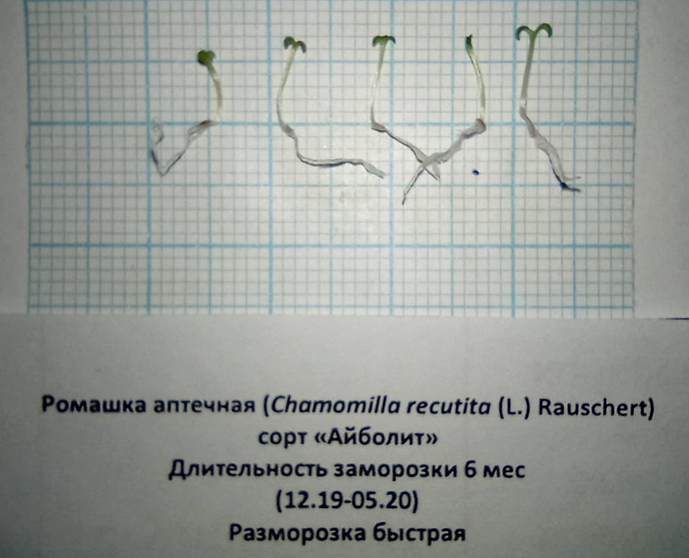 Ромашка аптечная (Chamomilla recutita (L.) Rauschert)
сорт «Айболит»
Длительность заморозки 6 мес
(12.19-05.20)
Разморозка быстрая